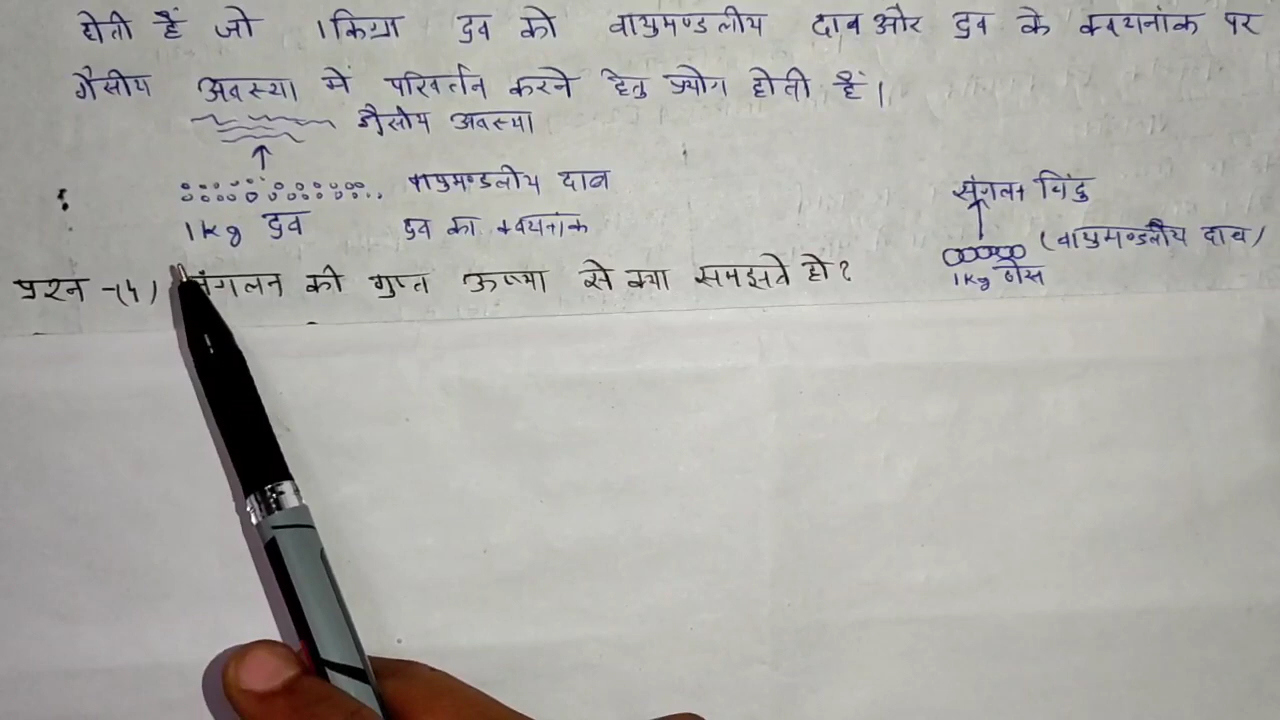 होती हैं जो 1किग्रा द्रव को वायुमण्डलीय दाब और द्रव के क्वथनांक पर
गैसीय अवस्था में परिवर्तन करने हेतु प्रयोग होती हैं।
गैसीय अवस्था
वायुमण्डलीय दाब
1kg द्रव द्रव का क्वथनांक
संगलन बिंदु
(वायुमण्डलीय दाब)
1kg ठोस
प्रश्न -(4) संगलन की गुप्त ऊष्मा से क्या समझते हो?